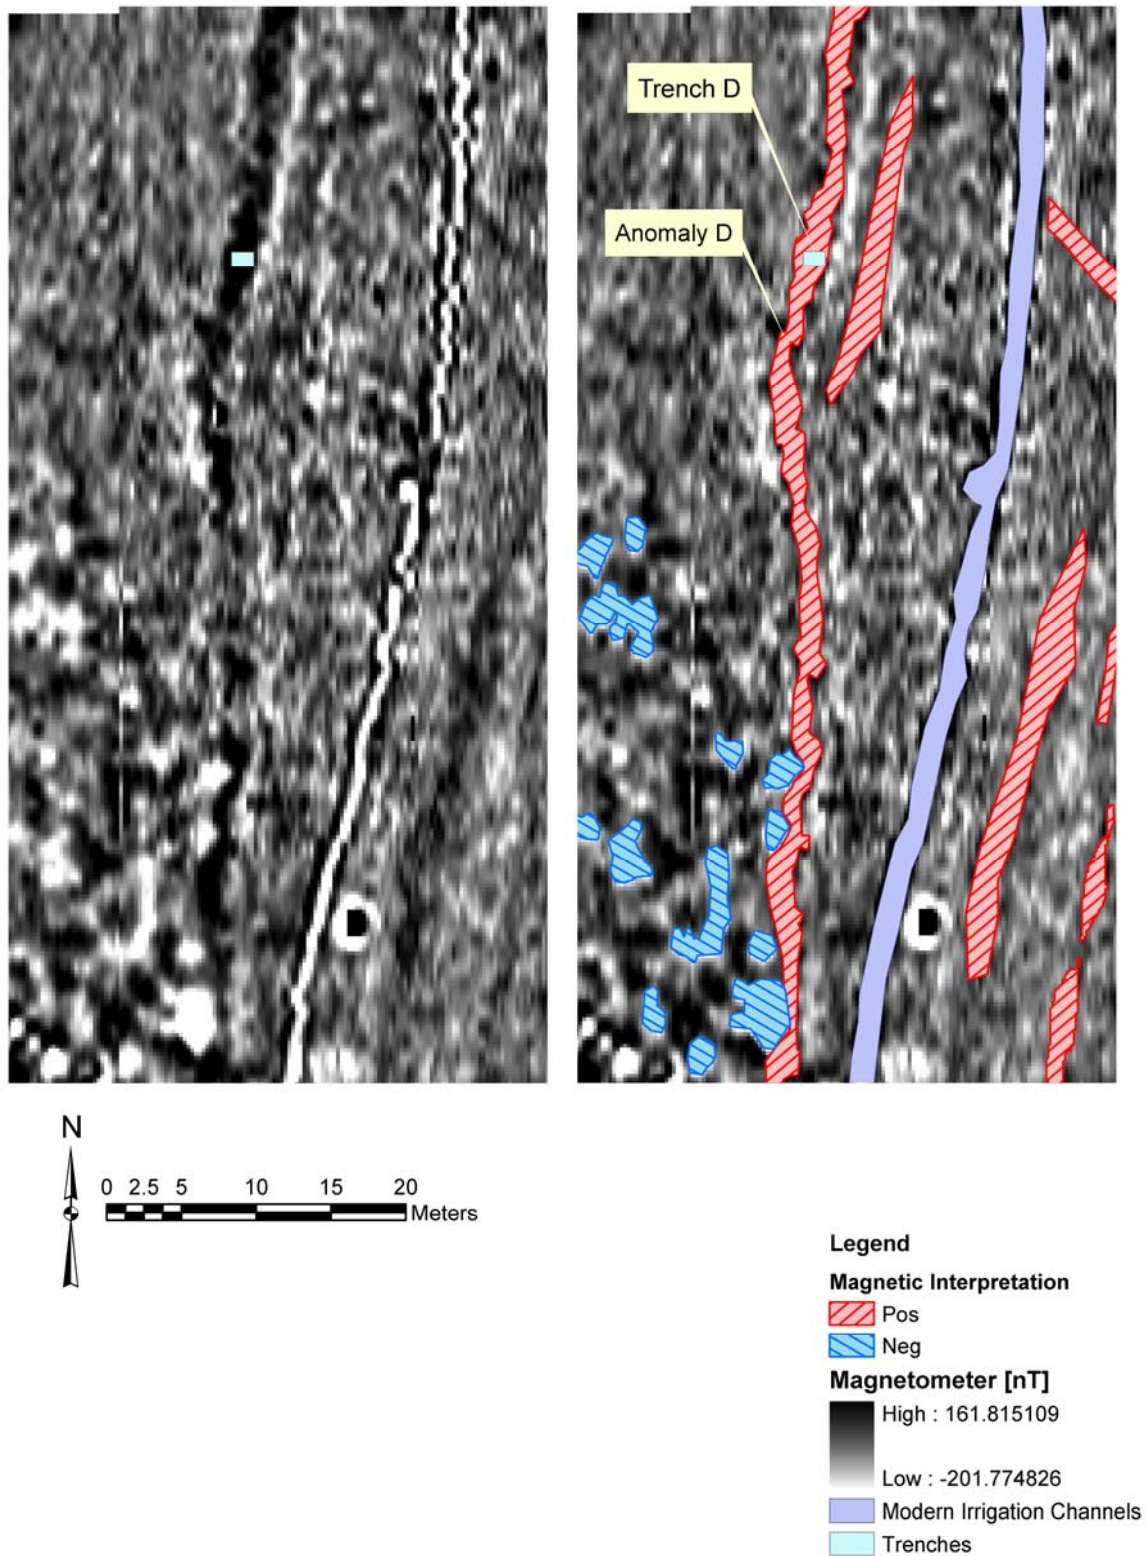 Trench D
Anomaly D
N
0 2.5 5 10 15 20
Meters
Legend
Magnetic Interpretation
Pos
Neg
Magnetometer [nT]
High : 161.815109
Low : -201.774826
Modern Irrigation Channels
Trenches